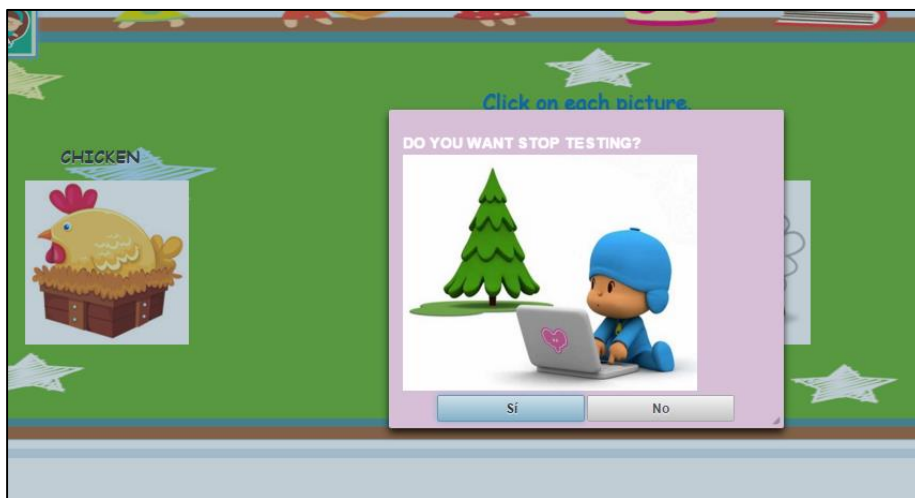 Click on each picture.
DO YOU WANT STOP TESTING?
CHICKEN
Sí
No